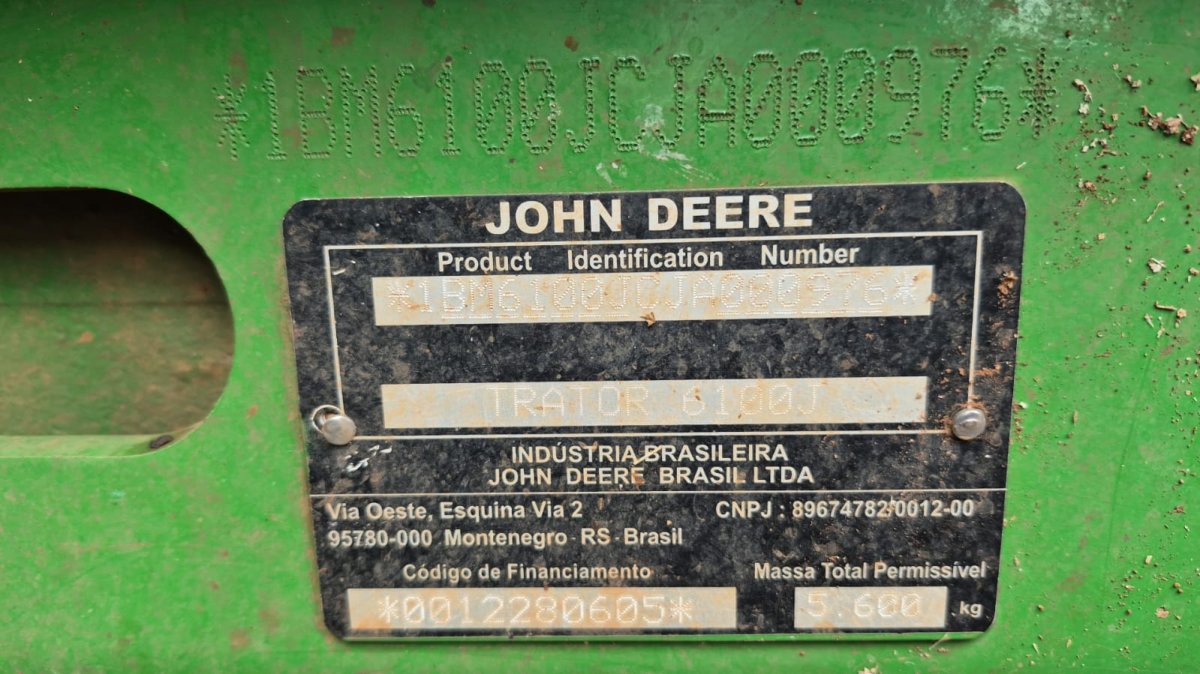 *1BM6100JCJA000976*
JOHN DEERE
Product Identification Number
*1BM6100JCJA000976*
TRATOR 6100J
INDÚSTRIA BRASILEIRA
JOHN DEERE BRASIL LTDA
Via Oeste, Esquina Via 2 CNPJ : 89674782/0012-00
95780-000 Montenegro - RS - Brasil
Código de Financiamento Massa Total Permissível
*0012280605* 5.600 kg